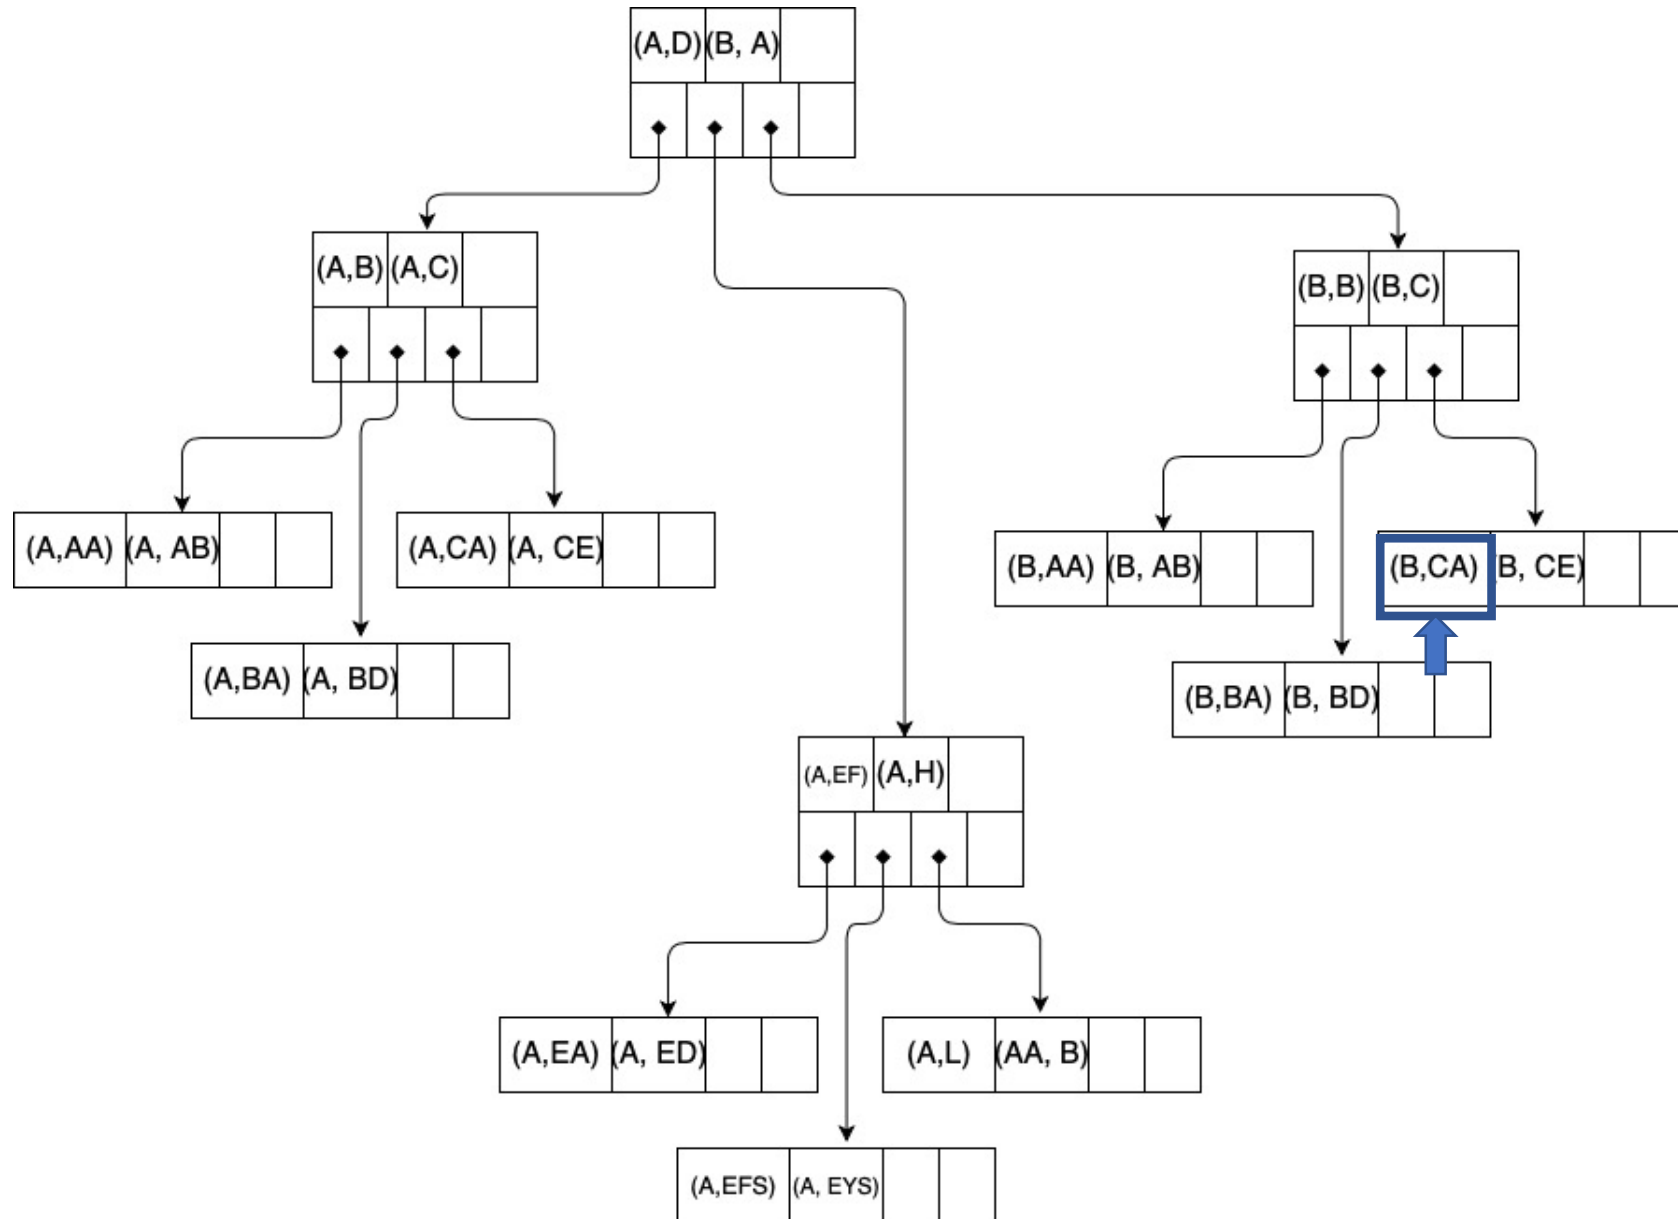 (A,D) (B, A)
(A,B) (A,C)
(B,B) (B,C)
(A,AA) (A, AB)
(A,CA) (A, CE)
(B,AA) (B, AB)
(B,CA) (B, CE)
(A,BA) (A, BD)
(B,BA) (B, BD)
(A,EF) (A,H)
(A,EA) (A, ED)
(A,L) (AA, B)
(A,EFS) (A, EYS)